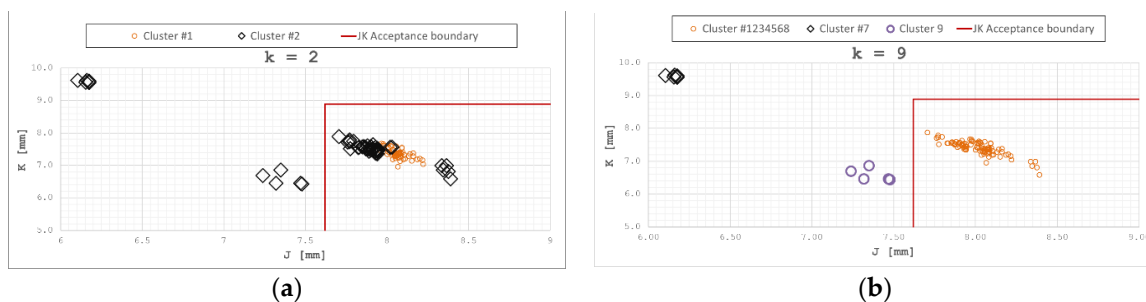 Cluster #1 Cluster #2 JK Acceptance boundary
k = 2
10.0
9.0
8.0
7.0
6.0
5.0
K [mm]
6 6.5 7 7.5 8 8.5 9
J [mm]
(a)
Cluster #1234568 Cluster #7 Cluster 9 JK Acceptance boundary
k = 9
10.0
9.0
8.0
7.0
6.0
5.0
K [mm]
6.00 7.00 7.50 8.00 8.50 9.00
J [mm]
(b)